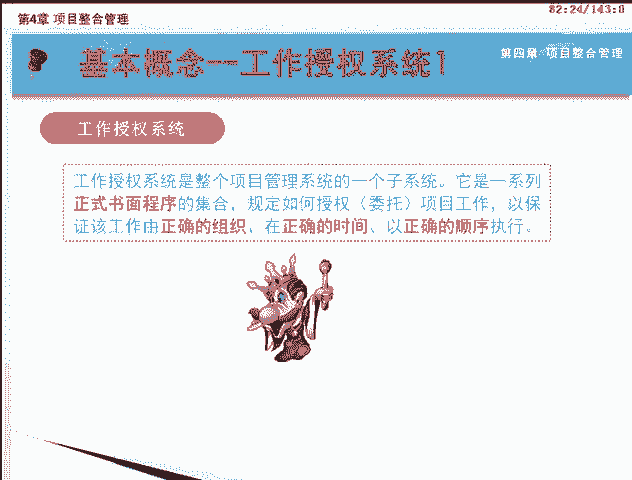 第4章 项目整合管理
82:24/143:8
基本概念--工作授权系统1
第四章 项目整合管理
工作授权系统
工作授权系统是整个项目管理系统的一个子系统。它是一系列
正式书面程序的集合，规定如何授权（委托）项目工作，以保
证该工作由正确的组织、在正确的时间、以正确的顺序执行。